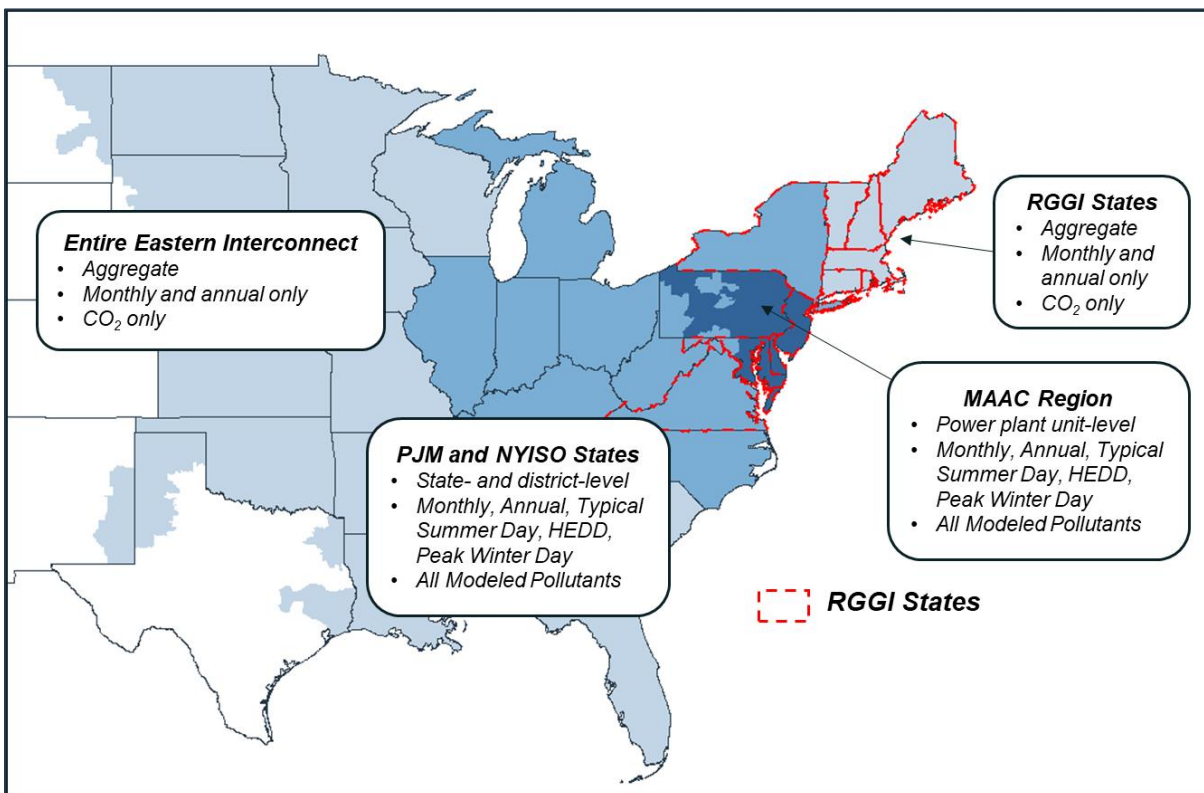 Entire Eastern Interconnect
• Aggregate
• Monthly and annual only
• CO₂ only
RGGI States
• Aggregate
• Monthly and
annual only
• CO₂ only
PJM and NYISO States
• State- and district-level
• Monthly, Annual, Typical
Summer Day, HEDD,
Peak Winter Day
• All Modeled Pollutants
MAAC Region
• Power plant unit-level
• Monthly, Annual, Typical
Summer Day, HEDD,
Peak Winter Day
• All Modeled Pollutants
RGGI States